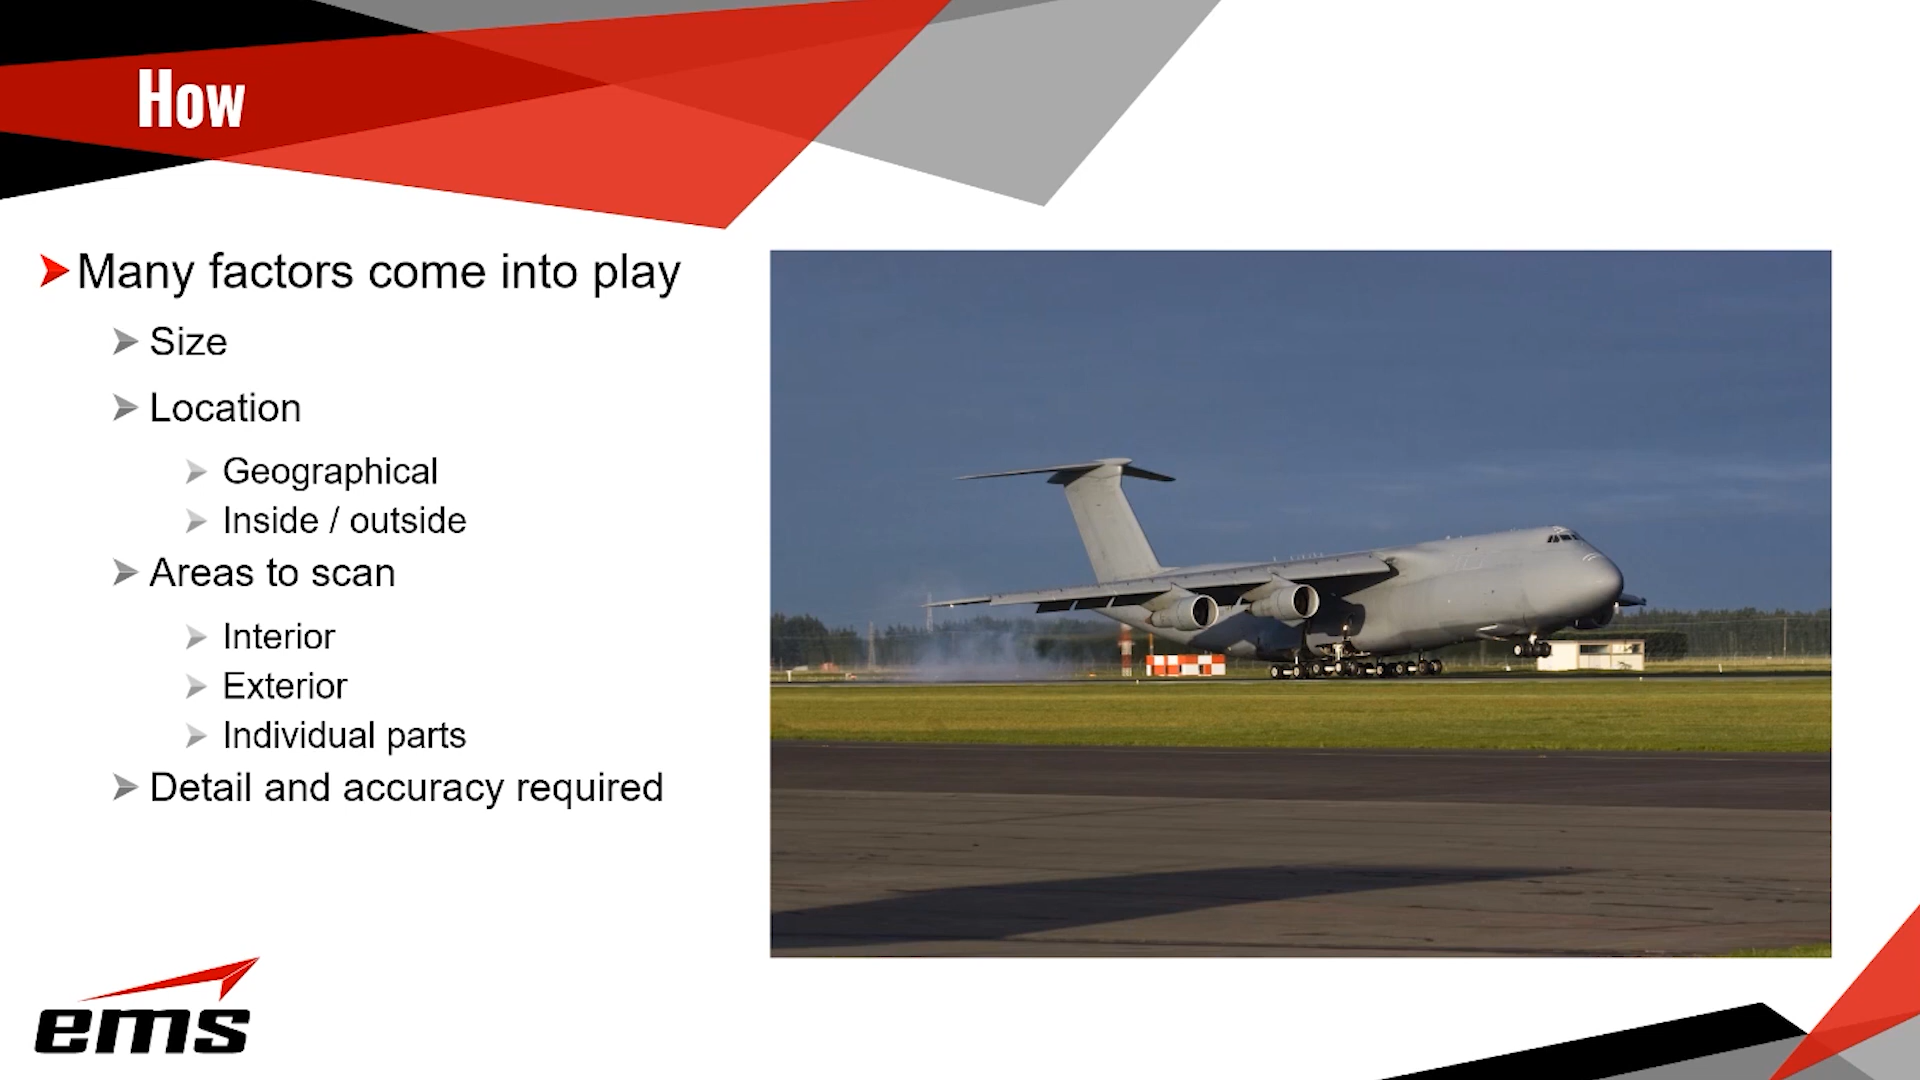 How
Many factors come into play
Size
Location
Geographical
Inside / outside
Areas to scan
Interior
Exterior
Individual parts
Detail and accuracy required
ems